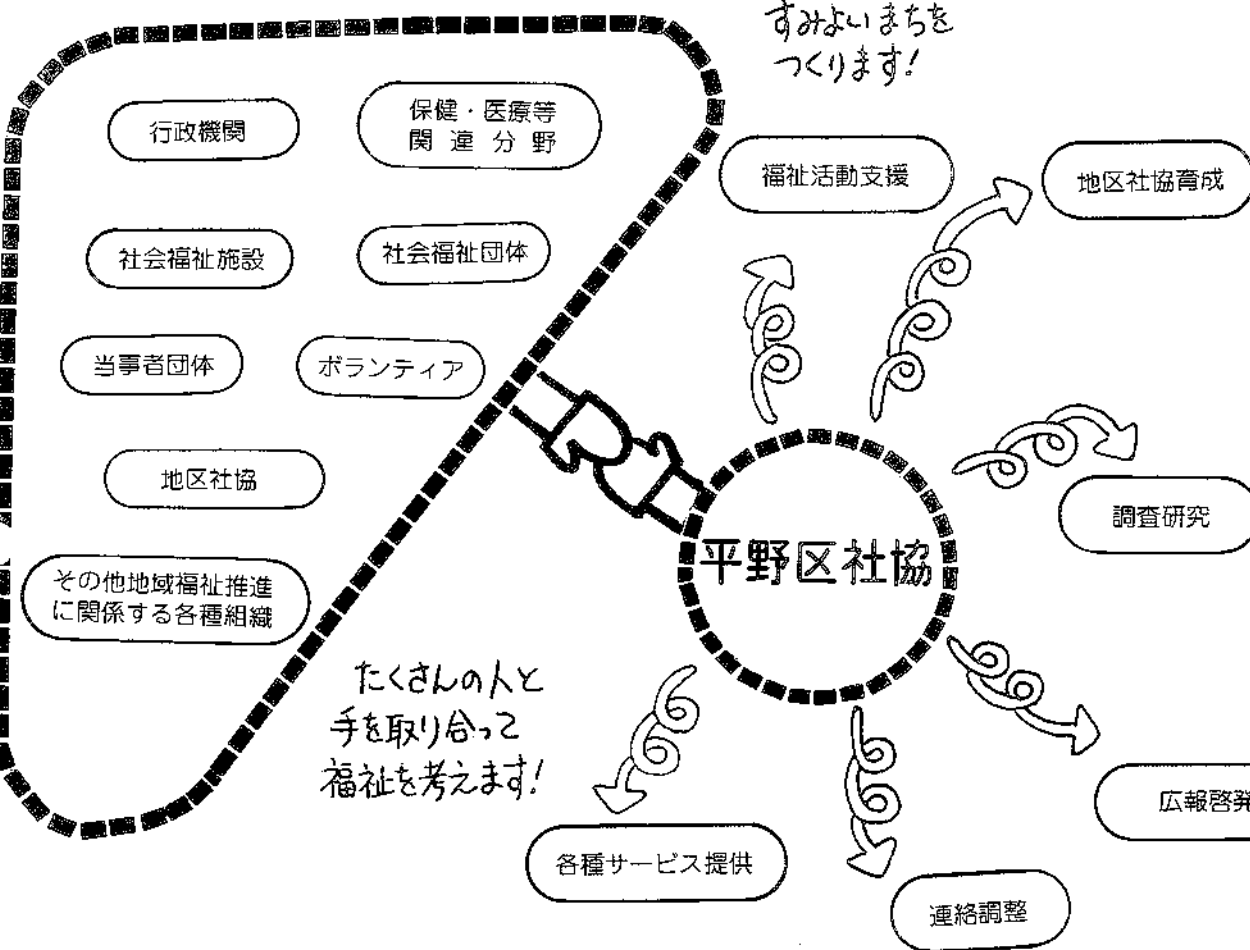 すみよいまちを
つくります!
行政機関
保健・医療等
関連分野
福祉活動支援
地区社協育成
社会福祉施設
社会福祉団体
当事者団体
ボランティア
地区社協
調査研究
平野区社協
その他地域福祉推進
に関係する各種組織
たくさんの人と
手を取り合って
福祉を考えます!
広報啓発
各種サービス提供
連絡調整